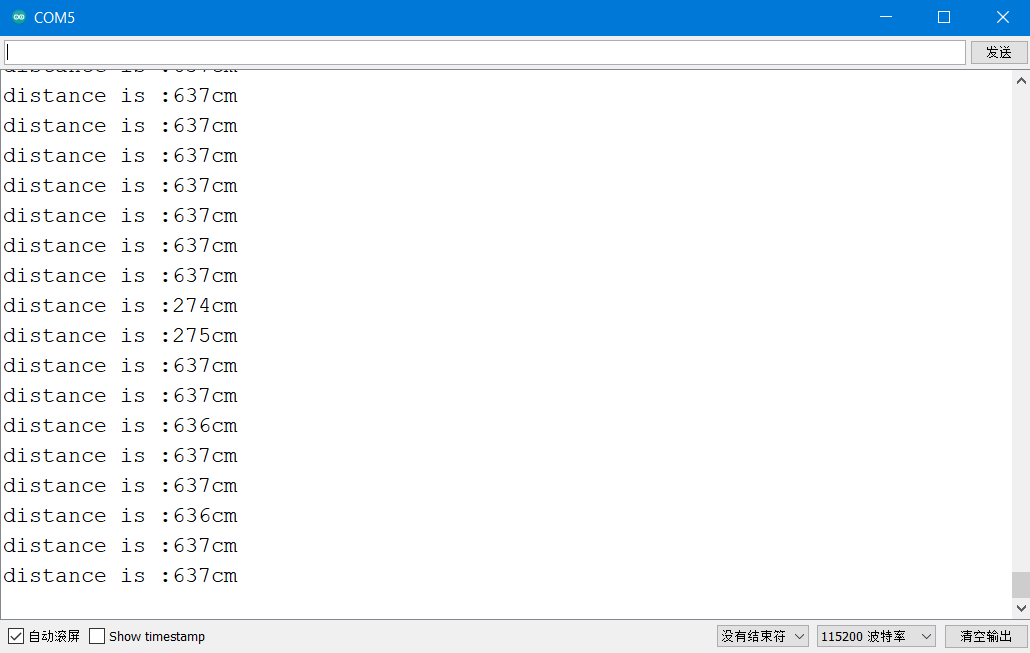 COM5
发送
distance is :637cm
distance is :637cm
distance is :637cm
distance is :637cm
distance is :637cm
distance is :637cm
distance is :637cm
distance is :637cm
distance is :274cm
distance is :275cm
distance is :637cm
distance is :637cm
distance is :636cm
distance is :637cm
distance is :637cm
distance is :636cm
distance is :637cm
distance is :637cm
自动滚屏 Show timestamp 没有结束符 115200 波特率 清空输出